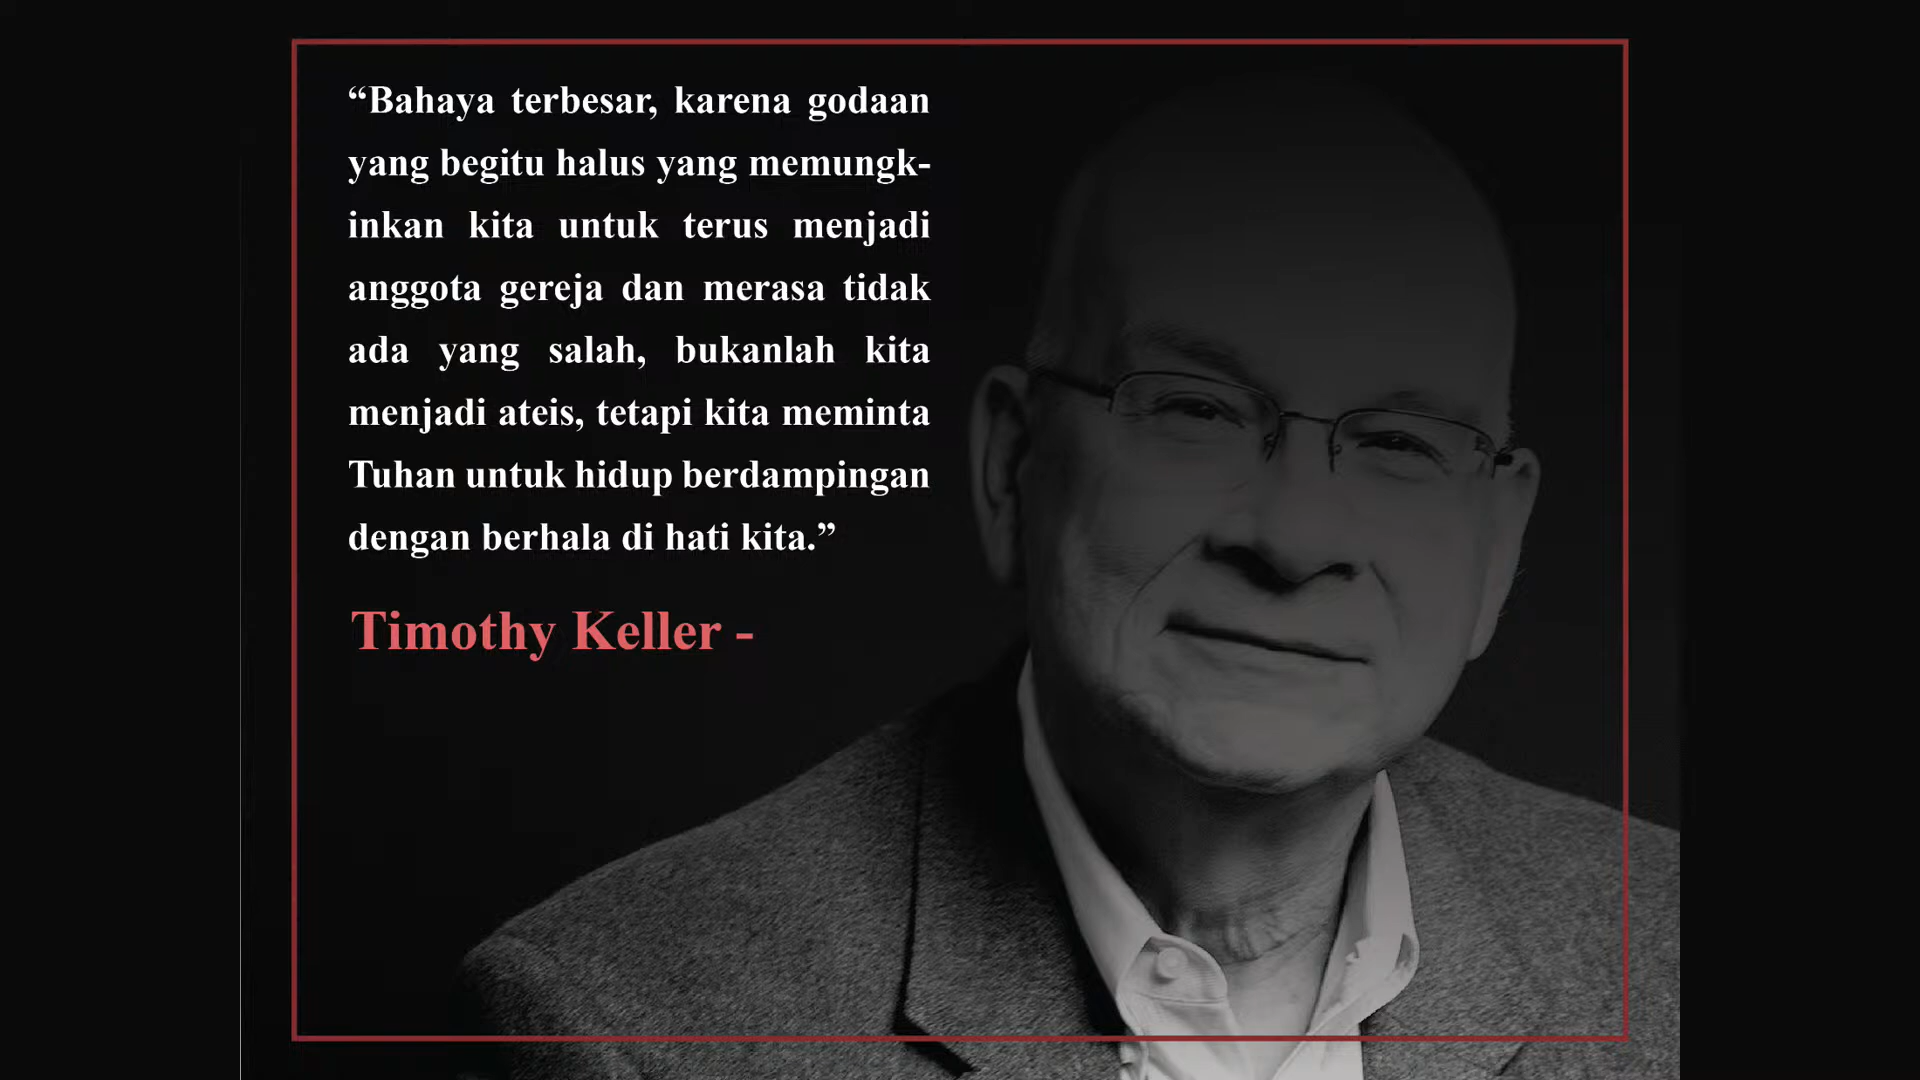 “Bahaya terbesar, karena godaan
yang begitu halus yang memungk-
inkan kita untuk terus menjadi
anggota gereja dan merasa tidak
ada yang salah, bukanlah kita
menjadi ateis, tetapi kita meminta
Tuhan untuk hidup berdampingan
dengan berhala di hati kita.”
Timothy Keller -